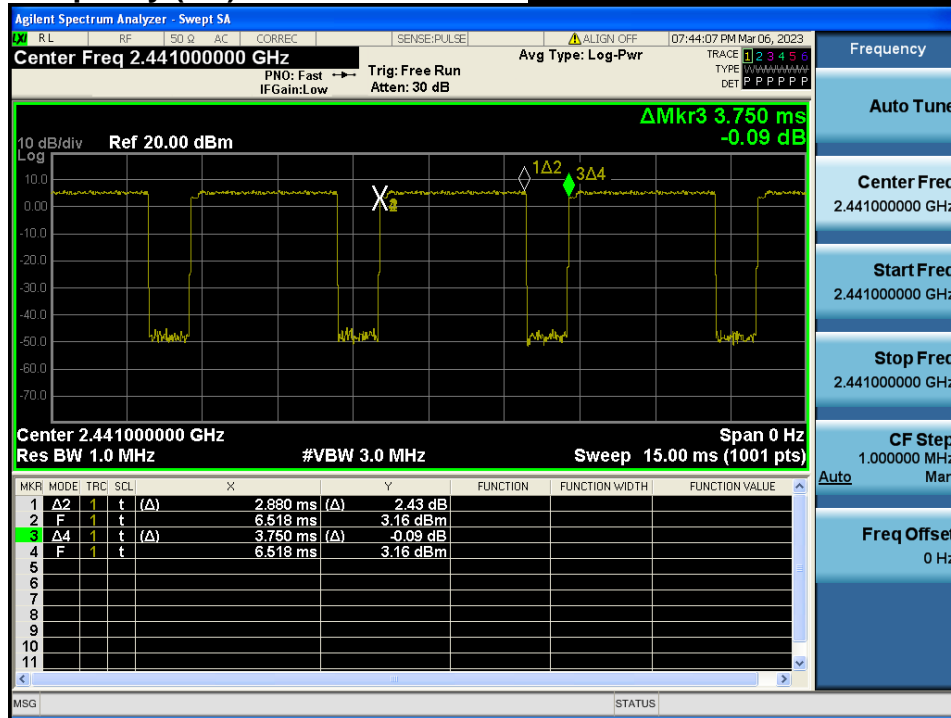 Agilent Spectrum Analyzer - Swept SA
LXI RL RF 50 Ω AC CORREC SENSE:PULSE ALIGN OFF 07:44:07 PM Mar 06, 2023
Center Freq 2.441000000 GHz
PNO: Fast
IFGain:Low
Trig: Free Run
Atten: 30 dB
Avg Type: Log-Pwr
TRACE 1 2 3 4 5 6
TYPE
DET P P P P P P
ΔMkr3 3.750 ms
-0.09 dB
10 dB/div Ref 20.00 dBm
Log
10.0
0.00
-10.0
-20.0
-30.0
-40.0
-50.0
-60.0
-70.0
1Δ2
3Δ4
Center 2.441000000 GHz Span 0 Hz
Res BW 1.0 MHz #VBW 3.0 MHz Sweep 15.00 ms (1001 pts)
MKR MODE TRC SCL X Y FUNCTION FUNCTION WIDTH FUNCTION VALUE
1 Δ2 1 t (Δ) 2.880 ms (Δ) 2.43 dB
2 F 1 t 6.518 ms 3.16 dBm
3 Δ4 1 t (Δ) 3.750 ms (Δ) -0.09 dB
4 F 1 t 6.518 ms 3.16 dBm
5
6
7
8
9
10
11
MSG STATUS
Frequency
Auto Tune
Center Freq
2.441000000 GHz
Start Freq
2.441000000 GHz
Stop Freq
2.441000000 GHz
CF Step
1.000000 MHz
Auto Man
Freq Offset
0 Hz